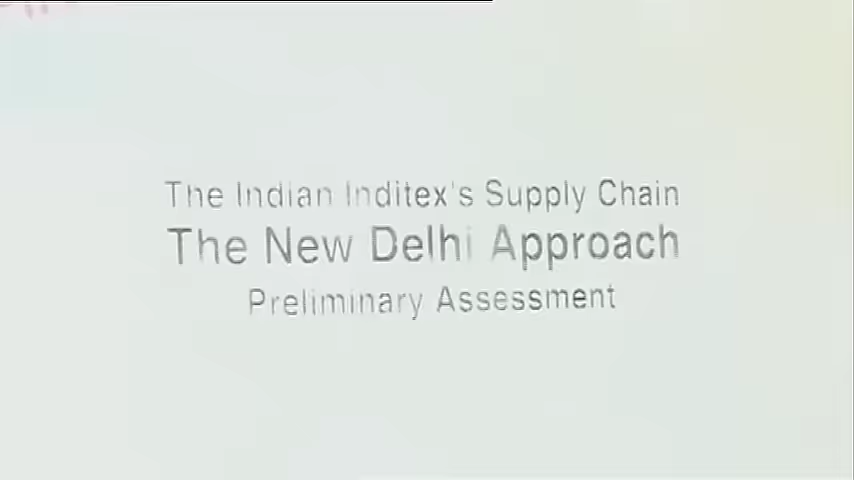 The Indian Inditex's Supply Chain
The New Delhi Approach
Preliminary Assessment